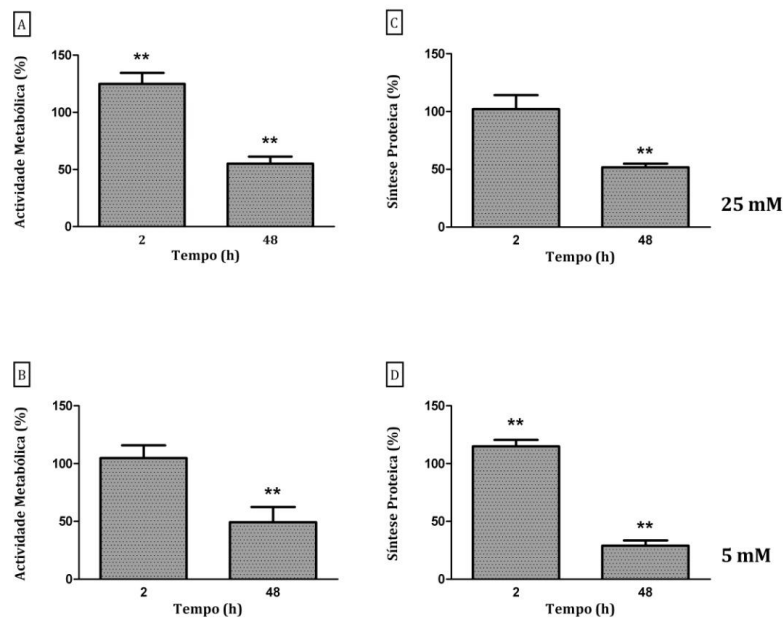 A
Actividade Metabólica (%)
150
100
50
0
**
**
2
48
Tempo (h)
C
Síntese Proteica (%)
150
100
50
0
**
2
48
Tempo (h)
25 mM
B
Actividade Metabólica (%)
150
100
50
0
**
2
48
Tempo (h)
D
Síntese Proteica (%)
150
100
50
0
**
**
2
48
Tempo (h)
5 mM